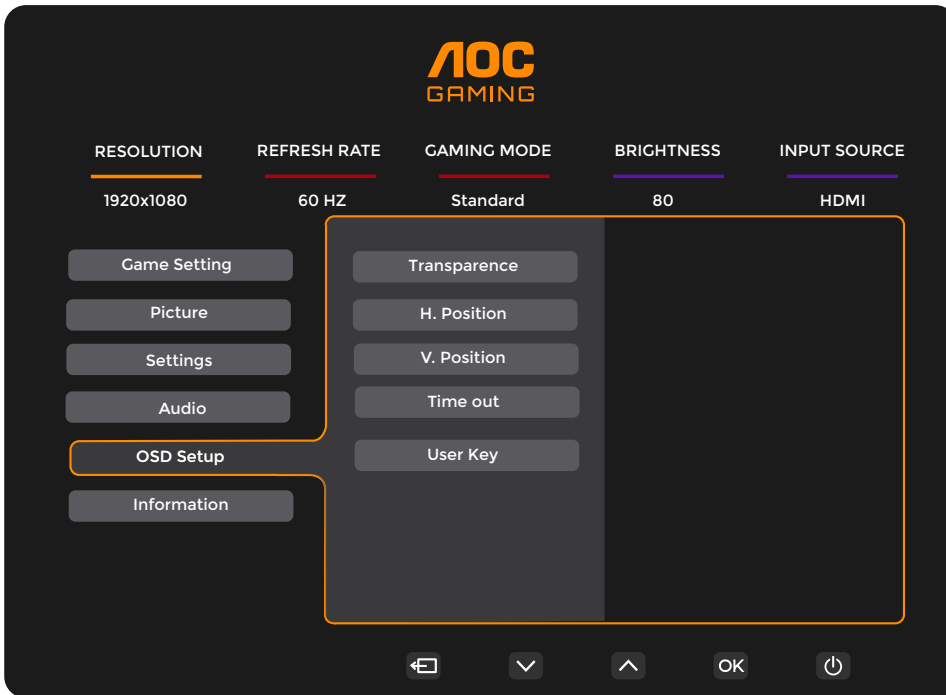 AOC
GAMING
RESOLUTION REFRESH RATE GAMING MODE BRIGHTNESS INPUT SOURCE
1920x1080 60 HZ Standard 80 HDMI
Game Setting
Picture
Settings
Audio
OSD Setup
Information
Transparence
H. Position
V. Position
Time out
User Key
OK